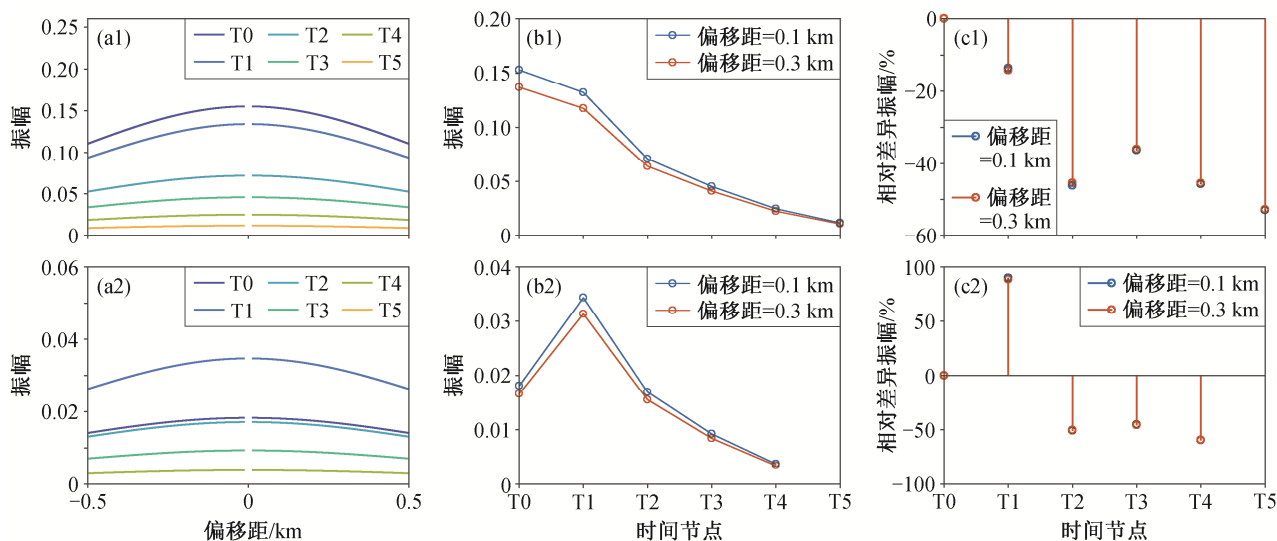 0.25
0.20
0.15
0.10
0.05
0
振幅
(a1)
T0 T2 T4
T1 T3 T5
0.20
0.15
0.10
0.05
0
振幅
(b1)
偏移距=0.1 km
偏移距=0.3 km
0
−20
−40
−60
相对差异振幅/%
(c1)
偏移距
=0.1 km
偏移距
=0.3 km
0.06
0.04
0.02
0
振幅
(a2)
T0 T2 T4
T1 T3 T5
−0.5 0 0.5
偏移距/km
0.04
0.03
0.02
0.01
0
振幅
(b2)
偏移距=0.1 km
偏移距=0.3 km
T0 T1 T2 T3 T4 T5
时间节点
100
50
0
−50
−100
相对差异振幅/%
(c2)
偏移距=0.1 km
偏移距=0.3 km
T0 T1 T2 T3 T4 T5
时间节点